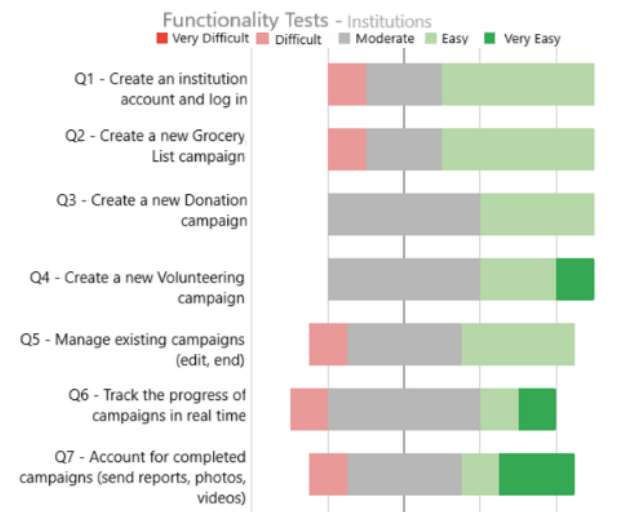 Functionality Tests - Institutions
Very Difficult Difficult Moderate Easy Very Easy
Q1 - Create an institution
account and log in
Q2 - Create a new Grocery
List campaign
Q3 - Create a new Donation
campaign
Q4 - Create a new Volunteering
campaign
Q5 - Manage existing campaigns
(edit, end)
Q6 - Track the progress of
campaigns in real time
Q7 - Account for completed
campaigns (send reports, photos,
videos)